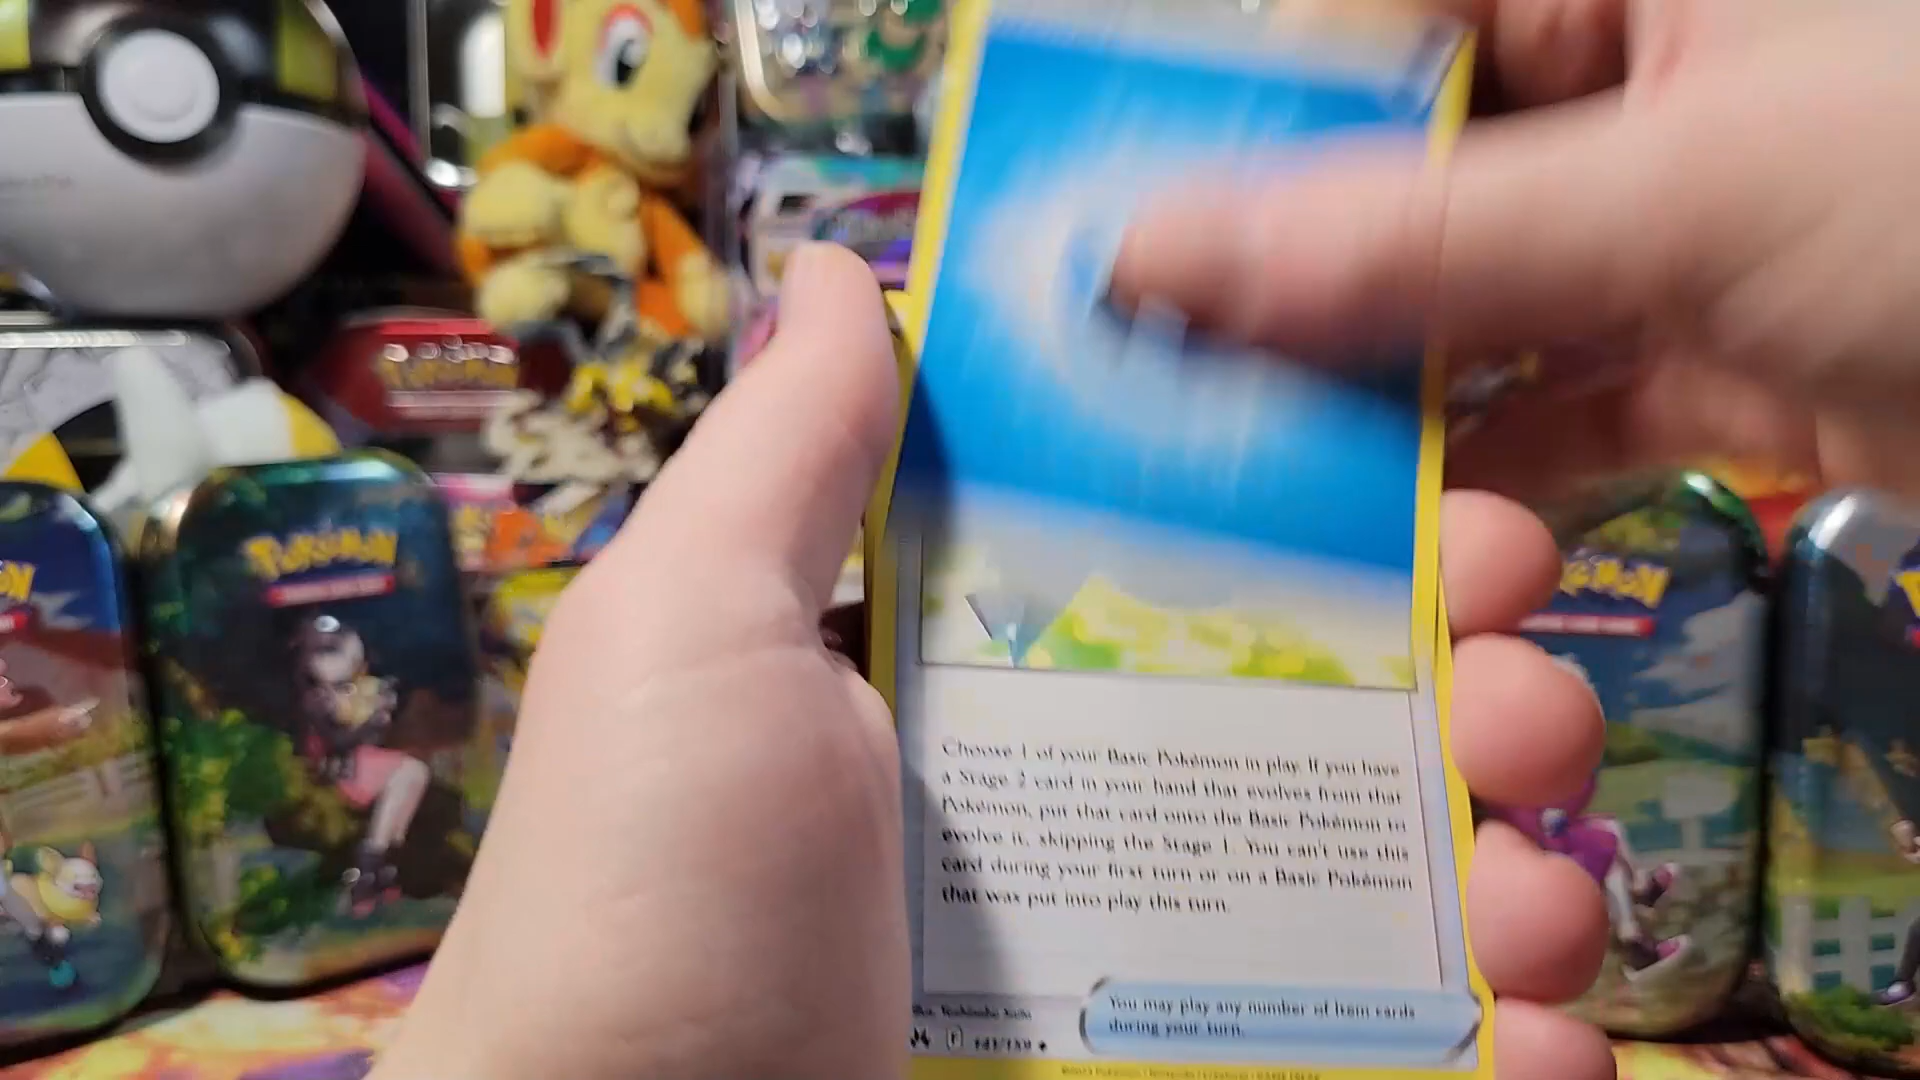 Pokémon
Pokémon
Choose 1 of your Basic Pokémon in play. If you have
a Stage 2 card in your hand that evolves from that
Pokémon, put that card onto the Basic Pokémon to
evolve it, skipping the Stage 1. You can't use this
card during your first turn or on a Basic Pokémon
that was put into play this turn.
You may play any number of Item cards
during your turn.